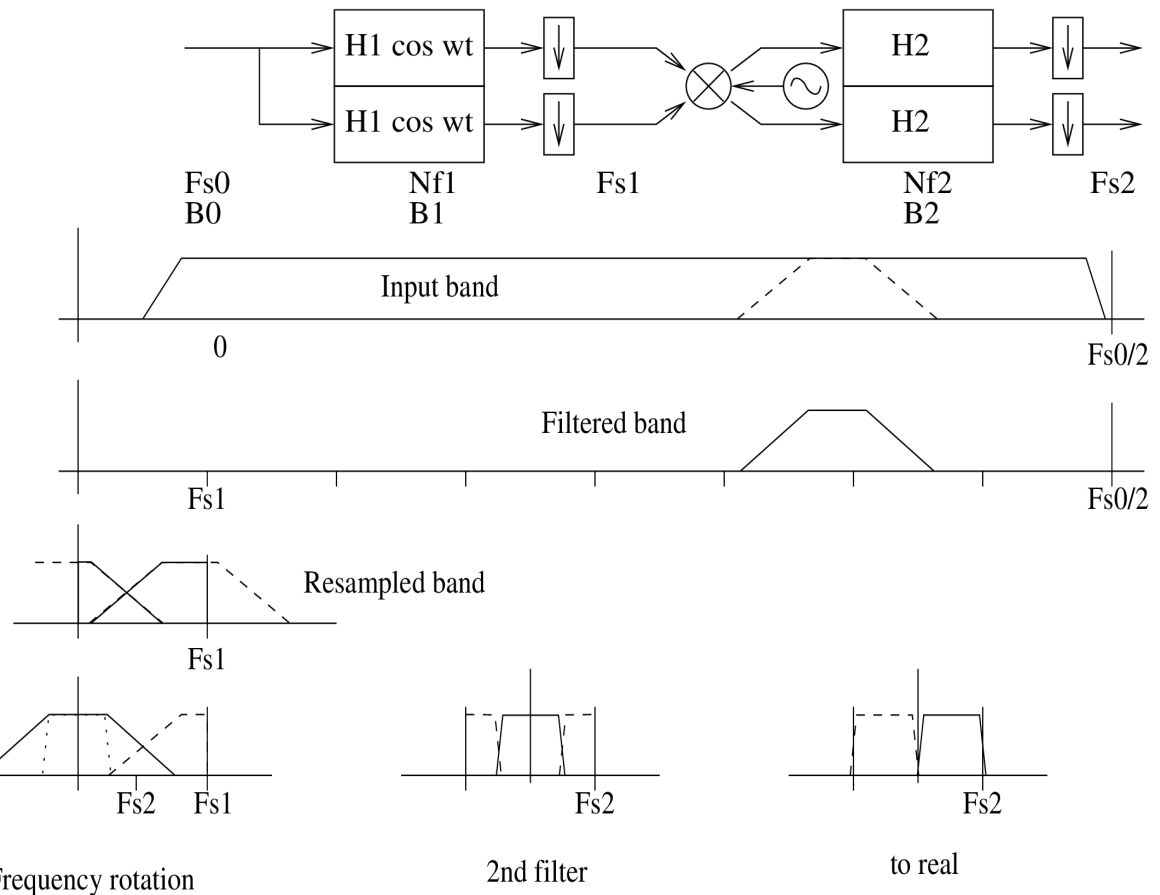 H1 cos wt
H2
H1 cos wt
H2
Fs0
Nf1
Fs1
Nf2
Fs2
B0
B1
B2
Input band
0
Fs0/2
Filtered band
Fs1
Fs0/2
Resampled band
Fs1
Fs2
Fs1
Fs2
Fs2
requency rotation
2nd filter
to real